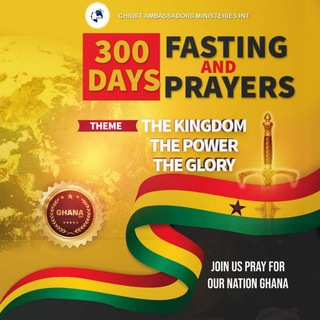 CHRIST AMBASSADORS MINISTERIES INT
300
DAYS
FASTING
AND
PRAYERS
THEME
THE KINGDOM
THE POWER
THE GLORY
GHANA
JOIN US PRAY FOR
OUR NATION GHANA